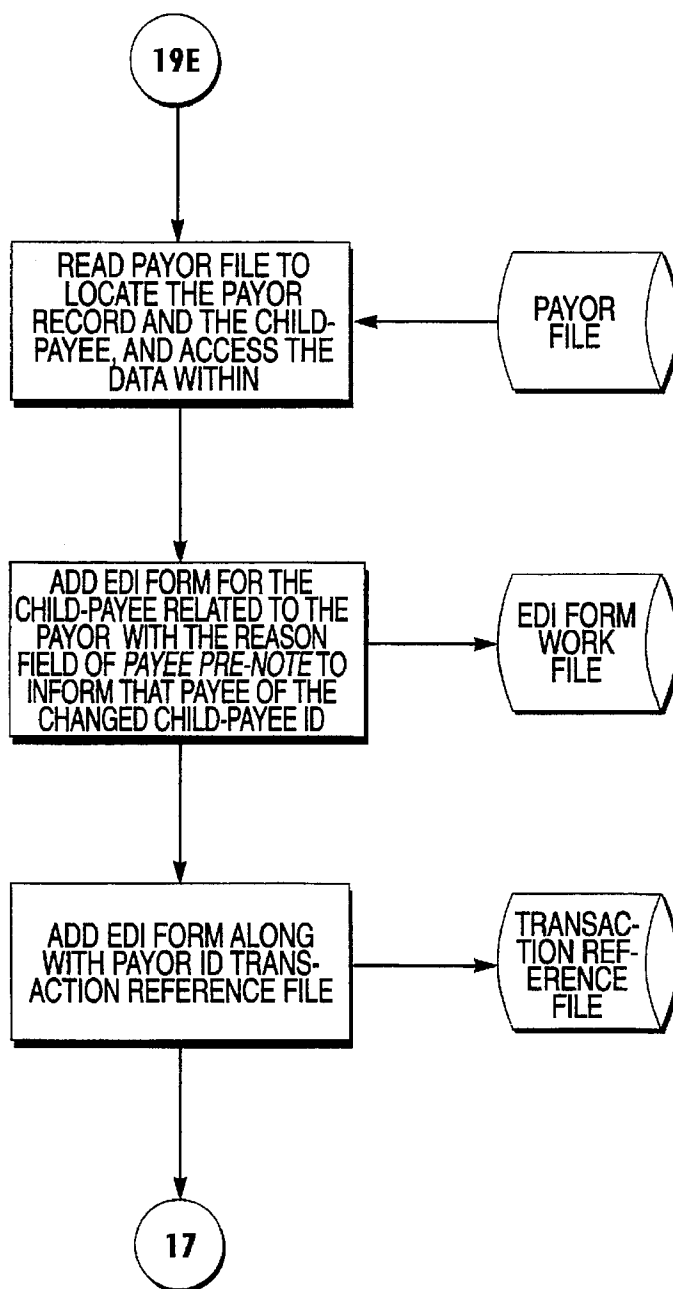 19E
READ PAYOR FILE TO
LOCATE THE PAYOR
RECORD AND THE CHILD-
PAYEE, AND ACCESS THE
DATA WITHIN
PAYOR
FILE
ADD EDI FORM FOR THE
CHILD-PAYEE RELATED TO THE
PAYOR WITH THE REASON
FIELD OF PAYEE PRE-NOTE TO
INFORM THAT PAYEE OF THE
CHANGED CHILD-PAYEE ID
EDI FORM
WORK
FILE
ADD EDI FORM ALONG
WITH PAYOR ID TRANS-
ACTION REFERENCE FILE
TRANSAC-
TION REF-
ERENCE
FILE
17